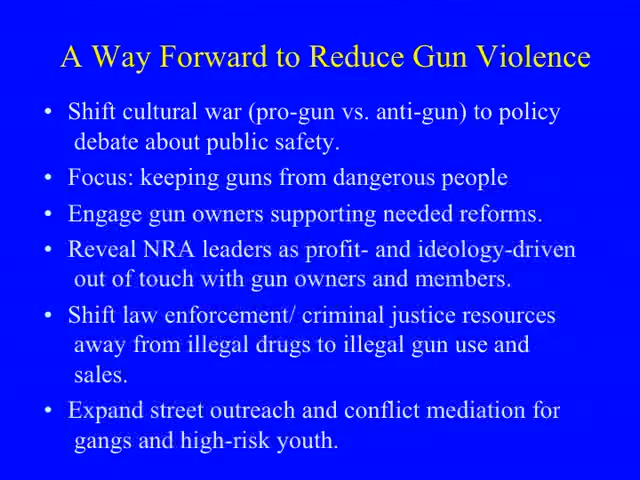 A Way Forward to Reduce Gun Violence
• Shift cultural war (pro-gun vs. anti-gun) to policy
debate about public safety.
• Focus: keeping guns from dangerous people
• Engage gun owners supporting needed reforms.
• Reveal NRA leaders as profit- and ideology-driven
out of touch with gun owners and members.
• Shift law enforcement/ criminal justice resources
away from illegal drugs to illegal gun use and
sales.
• Expand street outreach and conflict mediation for
gangs and high-risk youth.